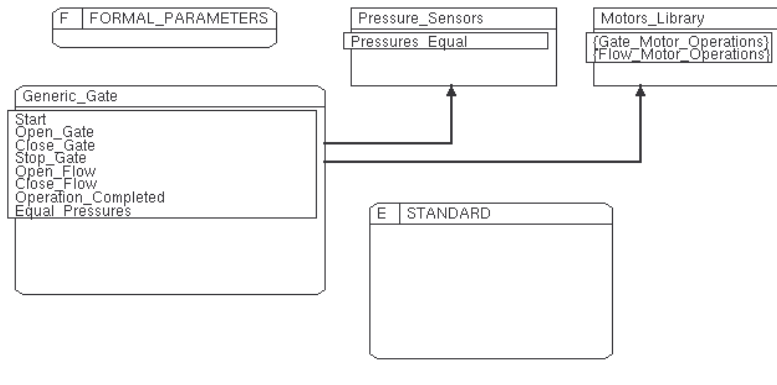 F FORMAL_PARAMETERS
Pressure_Sensors
Pressures_Equal
Motors_Library
{Gate_Motor_Operations}
{Flow_Motor_Operations}
Generic_Gate
Start
Open_Gate
Close_Gate
Stop_Gate
Open_Flow
Close_Flow
Operation_Completed
Equal_Pressures
E STANDARD